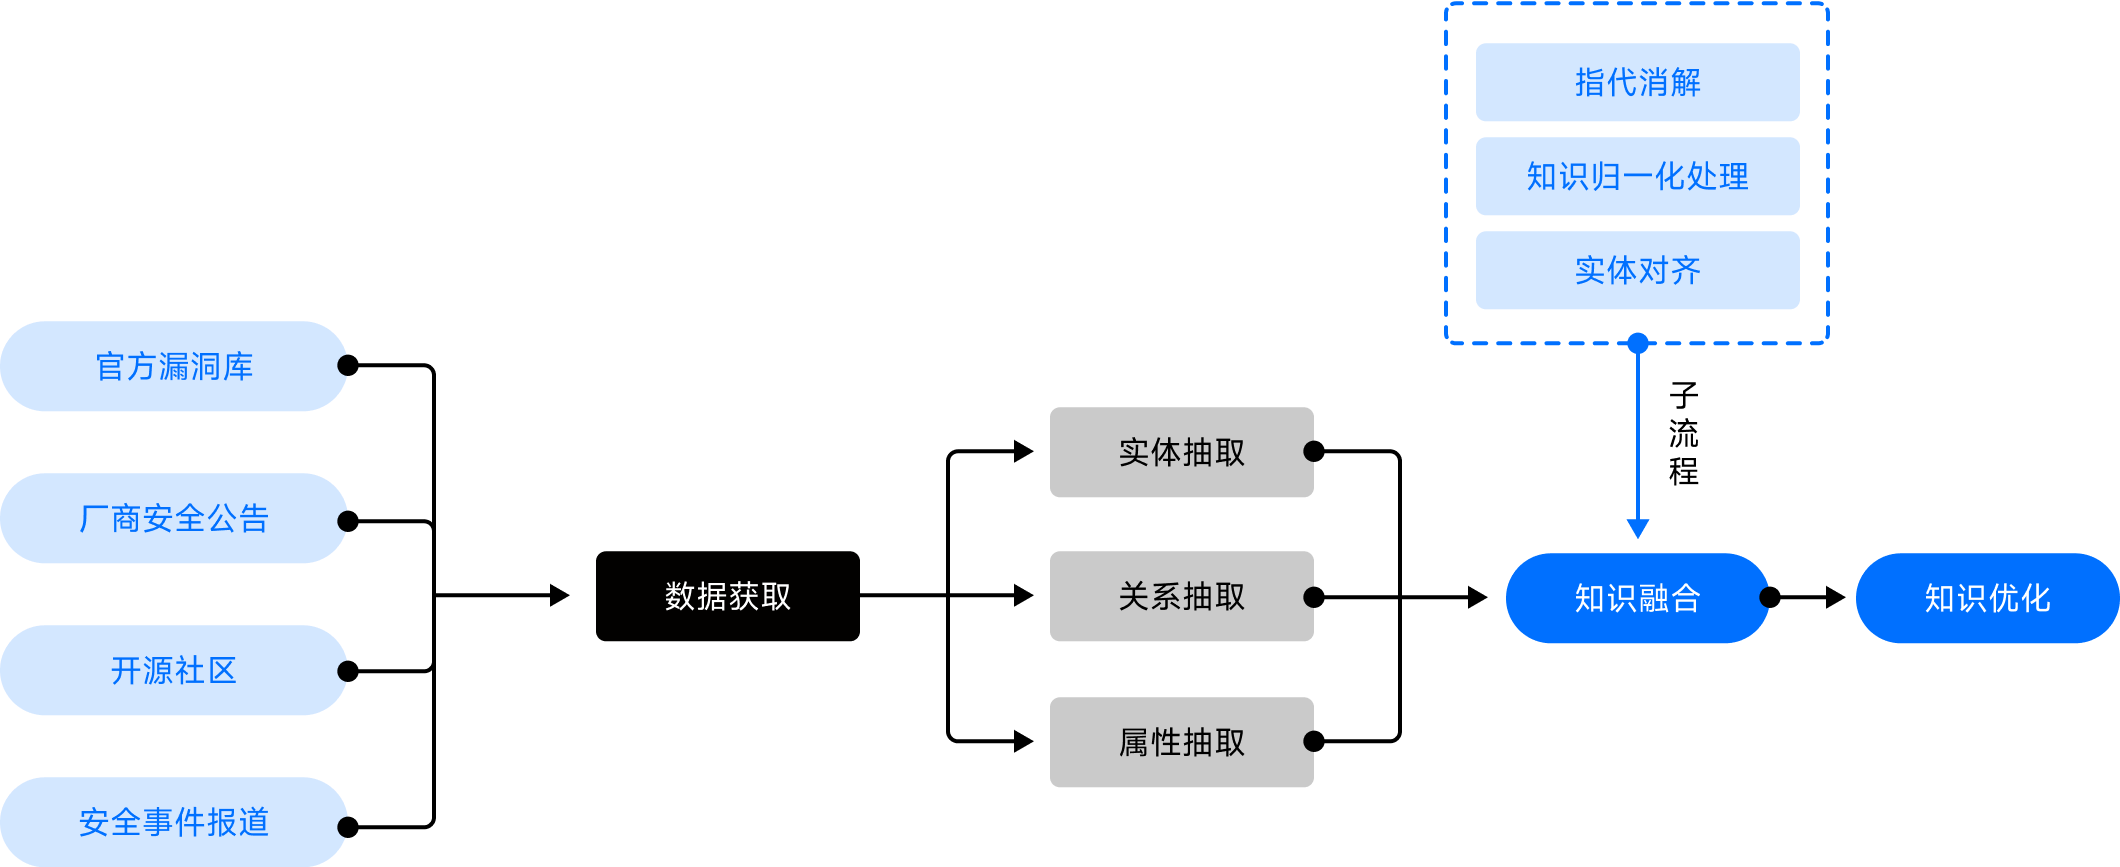 指代消解
知识归一化处理
实体对齐
官方漏洞库
厂商安全公告
开源社区
安全事件报道
数据获取
实体抽取
关系抽取
属性抽取
子
流
程
知识融合
知识优化